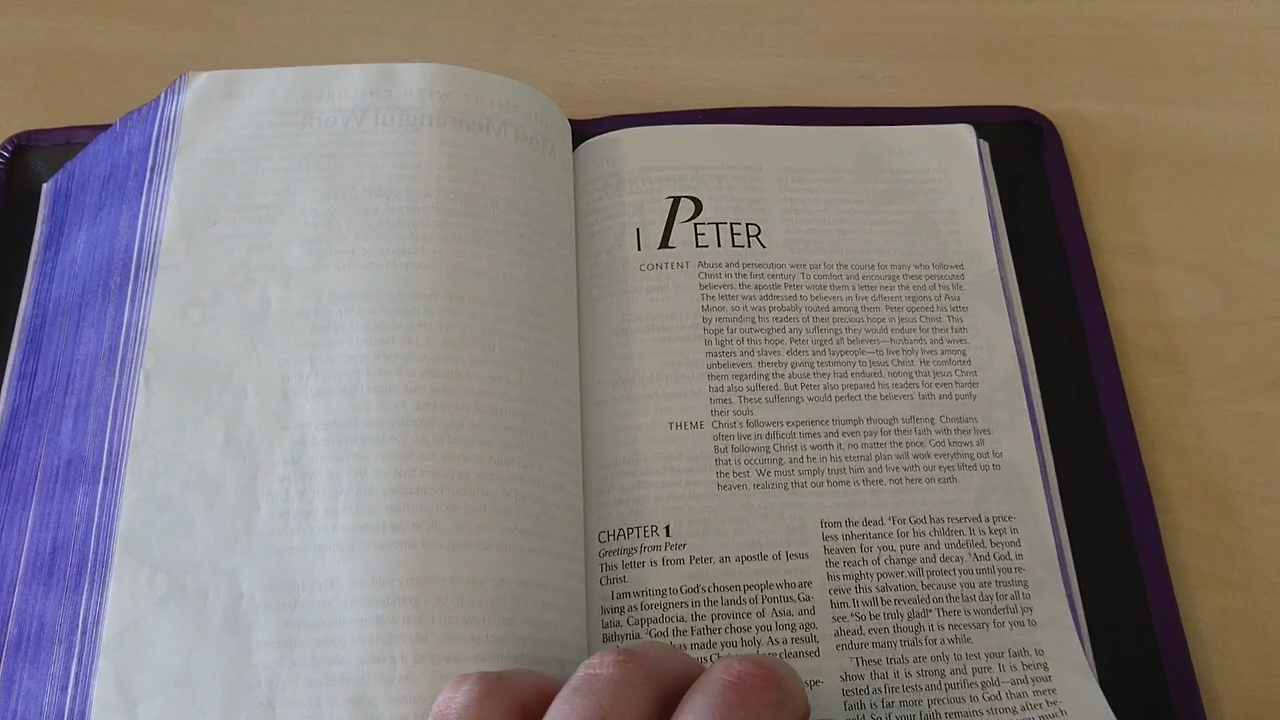 I PETER
CONTENT Abuse and persecution were par for the course for many who followed
Christ in the first century. To comfort and encourage these persecuted
believers, the apostle Peter wrote them a letter near the end of his life.
The letter was addressed to believers in five different regions of Asia
Minor, so it was probably routed among them. Peter opened his letter
by reminding his readers of their precious hope in Jesus Christ. This
hope far outweighed any sufferings they would endure for their faith.
In light of this hope, Peter urged all believers—husbands and wives,
masters and slaves, elders and laypeople—to live holy lives among
unbelievers, thereby giving testimony to Jesus Christ. He comforted
them regarding the abuse they had endured, noting that Jesus Christ
had also suffered. But Peter also prepared his readers for even harder
times. These sufferings would perfect the believers' faith and purify
their souls.
THEME Christ's followers experience triumph through suffering. Christians
often live in difficult times and even pay for their faith with their lives.
But following Christ is worth it, no matter the price. God knows all
that is occurring, and he in his eternal plan will work everything out for
the best. We must simply trust him and live with our eyes lifted up to
heaven, realizing that our home is there, not here on earth.
CHAPTER 1
Greetings from Peter
This letter is from Peter, an apostle of Jesus
Christ.
I am writing to God's chosen people who are
living as foreigners in the lands of Pontus, Ga-
latia, Cappadocia, the province of Asia, and
Bithynia. ²God the Father chose you long ago,
has made you holy. As a result,
cleansed
spe-
from the dead. ⁴For God has reserved a price-
less inheritance for his children. It is kept in
heaven for you, pure and undefiled, beyond
the reach of change and decay. ⁵And God, in
his mighty power, will protect you until you re-
ceive this salvation, because you are trusting
him. It will be revealed on the last day for all to
see. ⁶So be truly glad!* There is wonderful joy
ahead, even though it is necessary for you to
endure many trials for a while.
⁷These trials are only to test your faith, to
show that it is strong and pure. It is being
tested as fire tests and purifies gold—and your
faith is far more precious to God than mere
gold. So if your faith remains strong after be-
much